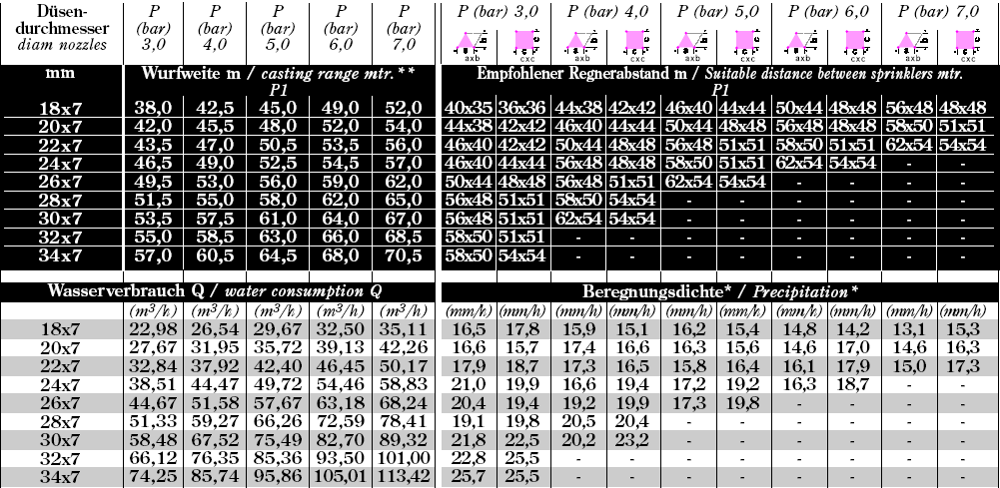 Düsen- P P P P P P (bar) 3,0 P (bar) 4,0 P (bar) 5,0 P (bar) 6,0 P (bar) 7,0
durchmesser (bar) (bar) (bar) (bar) (bar)
diam nozzles 3,0 4,0 5,0 6,0 7,0
axb cxc axb cxc axb cxc axb cxc axb cxc
mm Wurfweite m / casting range mtr.** Empfohlener Regnerabstand m / Suitable distance between sprinklers mtr.
P1 P1
18x7 38,0 42,5 45,0 49,0 52,0 40x35 36x36 44x38 42x42 46x40 44x44 50x44 48x48 56x48 48x48
20x7 42,0 45,5 48,0 52,0 54,0 44x38 42x42 46x40 44x44 50x44 48x48 56x48 48x48 58x50 51x51
22x7 43,5 47,0 50,5 53,5 56,0 46x40 42x42 50x44 48x48 56x48 51x51 58x50 51x51 62x54 54x54
24x7 46,5 49,0 52,5 54,5 57,0 46x40 44x44 56x48 48x48 58x50 51x51 62x54 54x54 - -
26x7 49,5 53,0 56,0 59,0 62,0 50x44 48x48 56x48 51x51 62x54 54x54 - - - -
28x7 51,5 55,0 58,0 62,0 65,0 56x48 51x51 58x50 54x54 - - - - - -
30x7 53,5 57,5 61,0 64,0 67,0 56x48 51x51 62x54 54x54 - - - - - -
32x7 55,0 58,5 63,0 66,0 68,5 58x50 51x51 - - - - - - - -
34x7 57,0 60,5 64,5 68,0 70,5 58x50 54x54 - - - - - - - -
Wasserverbrauch Q / water consumption Q Beregnungsdichte* / Precipitation*
(m³/h) (m³/h) (m³/h) (m³/h) (m³/h) (mm/h) (mm/h) (mm/h) (mm/h) (mm/h) (mm/h) (mm/h) (mm/h) (mm/h) (mm/h)
18x7 22,98 26,54 29,67 32,50 35,11 16,5 17,8 15,9 15,1 16,2 15,4 14,8 14,2 13,1 15,3
20x7 27,67 31,95 35,72 39,13 42,26 16,6 15,7 17,4 16,6 16,3 15,6 14,6 17,0 14,6 16,3
22x7 32,84 37,92 42,40 46,45 50,17 17,9 18,7 17,3 16,5 15,8 16,4 16,1 17,9 15,0 17,3
24x7 38,51 44,47 49,72 54,46 58,83 21,0 19,9 16,6 19,4 17,2 19,2 16,3 18,7 - -
26x7 44,67 51,58 57,67 63,18 68,24 20,4 19,4 19,2 19,9 17,3 19,8 - - - -
28x7 51,33 59,27 66,26 72,59 78,41 19,1 19,8 20,5 20,4 - - - - - -
30x7 58,48 67,52 75,49 82,70 89,32 21,8 22,5 20,2 23,2 - - - - - -
32x7 66,12 76,35 85,36 93,50 101,00 22,8 25,5 - - - - - - - -
34x7 74,25 85,74 95,86 105,01 113,42 25,7 25,5 - - - - - - - -